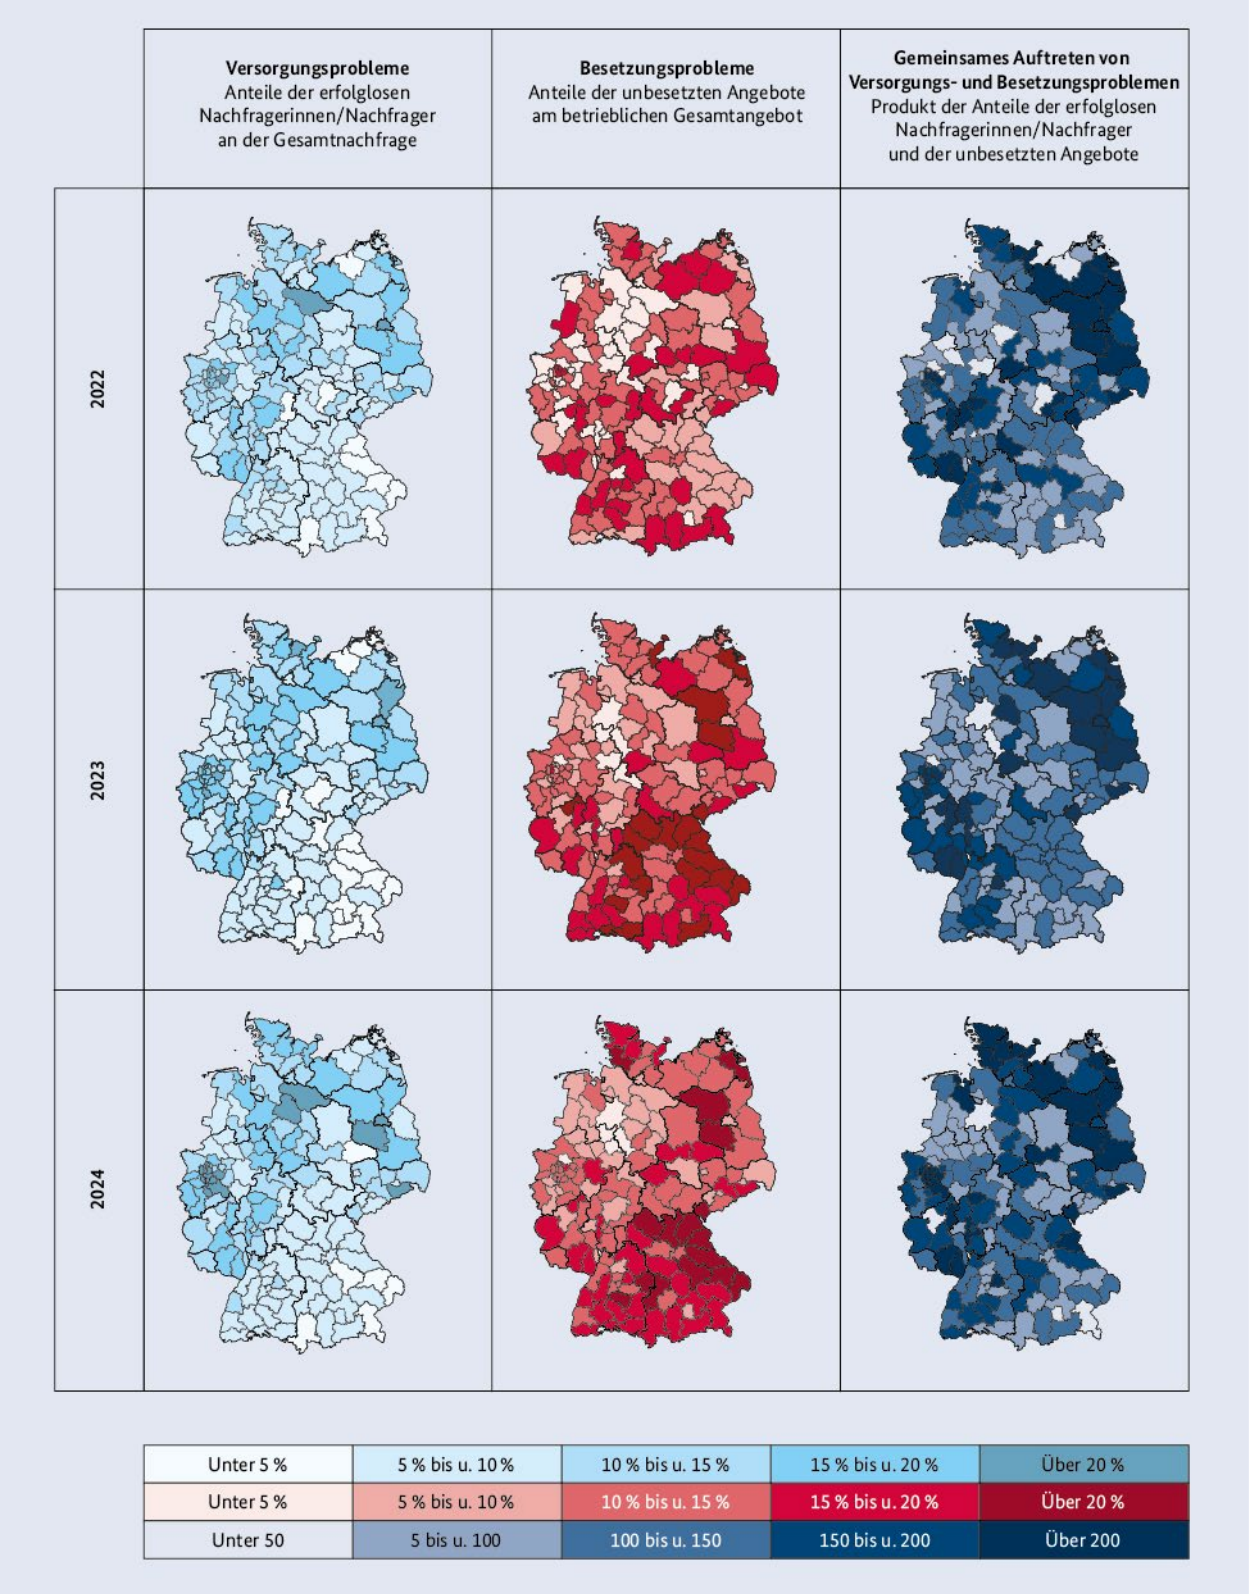 Versorgungsprobleme
Anteile der erfolglosen
Nachfragerinnen/Nachfrager
an der Gesamtnachfrage
Besetzungsprobleme
Anteile der unbesetzten Angebote
am betrieblichen Gesamtangebot
Gemeinsames Auftreten von
Versorgungs- und Besetzungsproblemen
Produkt der Anteile der erfolglosen
Nachfragerinnen/Nachfrager
und der unbesetzten Angebote
2022
2023
2024
Unter 5 %
5 % bis u. 10 %
10 % bis u. 15 %
15 % bis u. 20 %
Über 20 %
Unter 5 %
5 % bis u. 10 %
10 % bis u. 15 %
15 % bis u. 20 %
Über 20 %
Unter 50
5 bis u. 100
100 bis u. 150
150 bis u. 200
Über 200